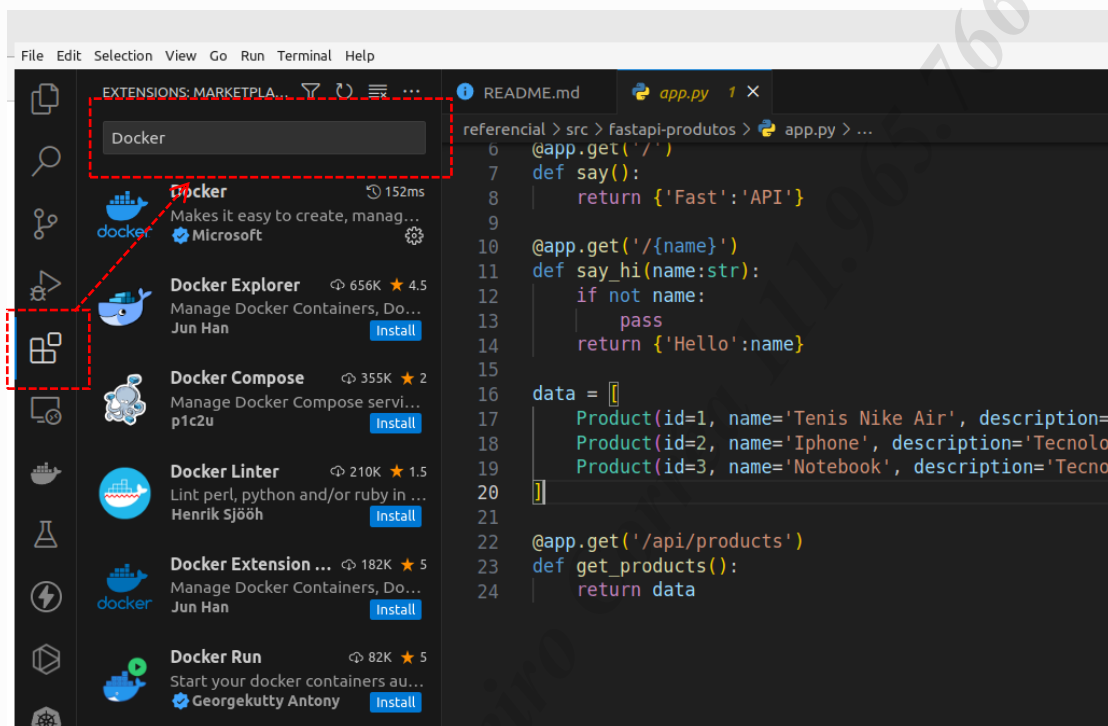 File Edit Selection View Go Run Terminal Help
EXTENSIONS: MARKETPLA...
Docker
Docker 152ms
Makes it easy to create, manag...
Microsoft
docker
Docker Explorer 656K ★ 4.5
Manage Docker Containers, Do...
Jun Han Install
Docker Compose 355K ★ 2
Manage Docker Compose servi...
p1c2u Install
Docker Linter 210K ★ 1.5
Lint perl, python and/or ruby in ...
Henrik Sjööh Install
Docker Extension ... 182K ★ 5
Manage Docker Containers, Do...
Jun Han Install
docker
Docker Run 82K ★ 5
Start your docker containers au...
Georgekutty Antony Install
README.md app.py 1
referencial > src > fastapi-produtos > app.py > ...
6 @app.get('/')
7 def say():
8 return {'Fast':'API'}
9
10 @app.get('/{name}')
11 def say_hi(name:str):
12 if not name:
13 pass
14 return {'Hello':name}
15
16 data = [
17 Product(id=1, name='Tenis Nike Air', description=
18 Product(id=2, name='Iphone', description='Tecnolo
19 Product(id=3, name='Notebook', description='Tecno
20 ]
21
22 @app.get('/api/products')
23 def get_products():
24 return data